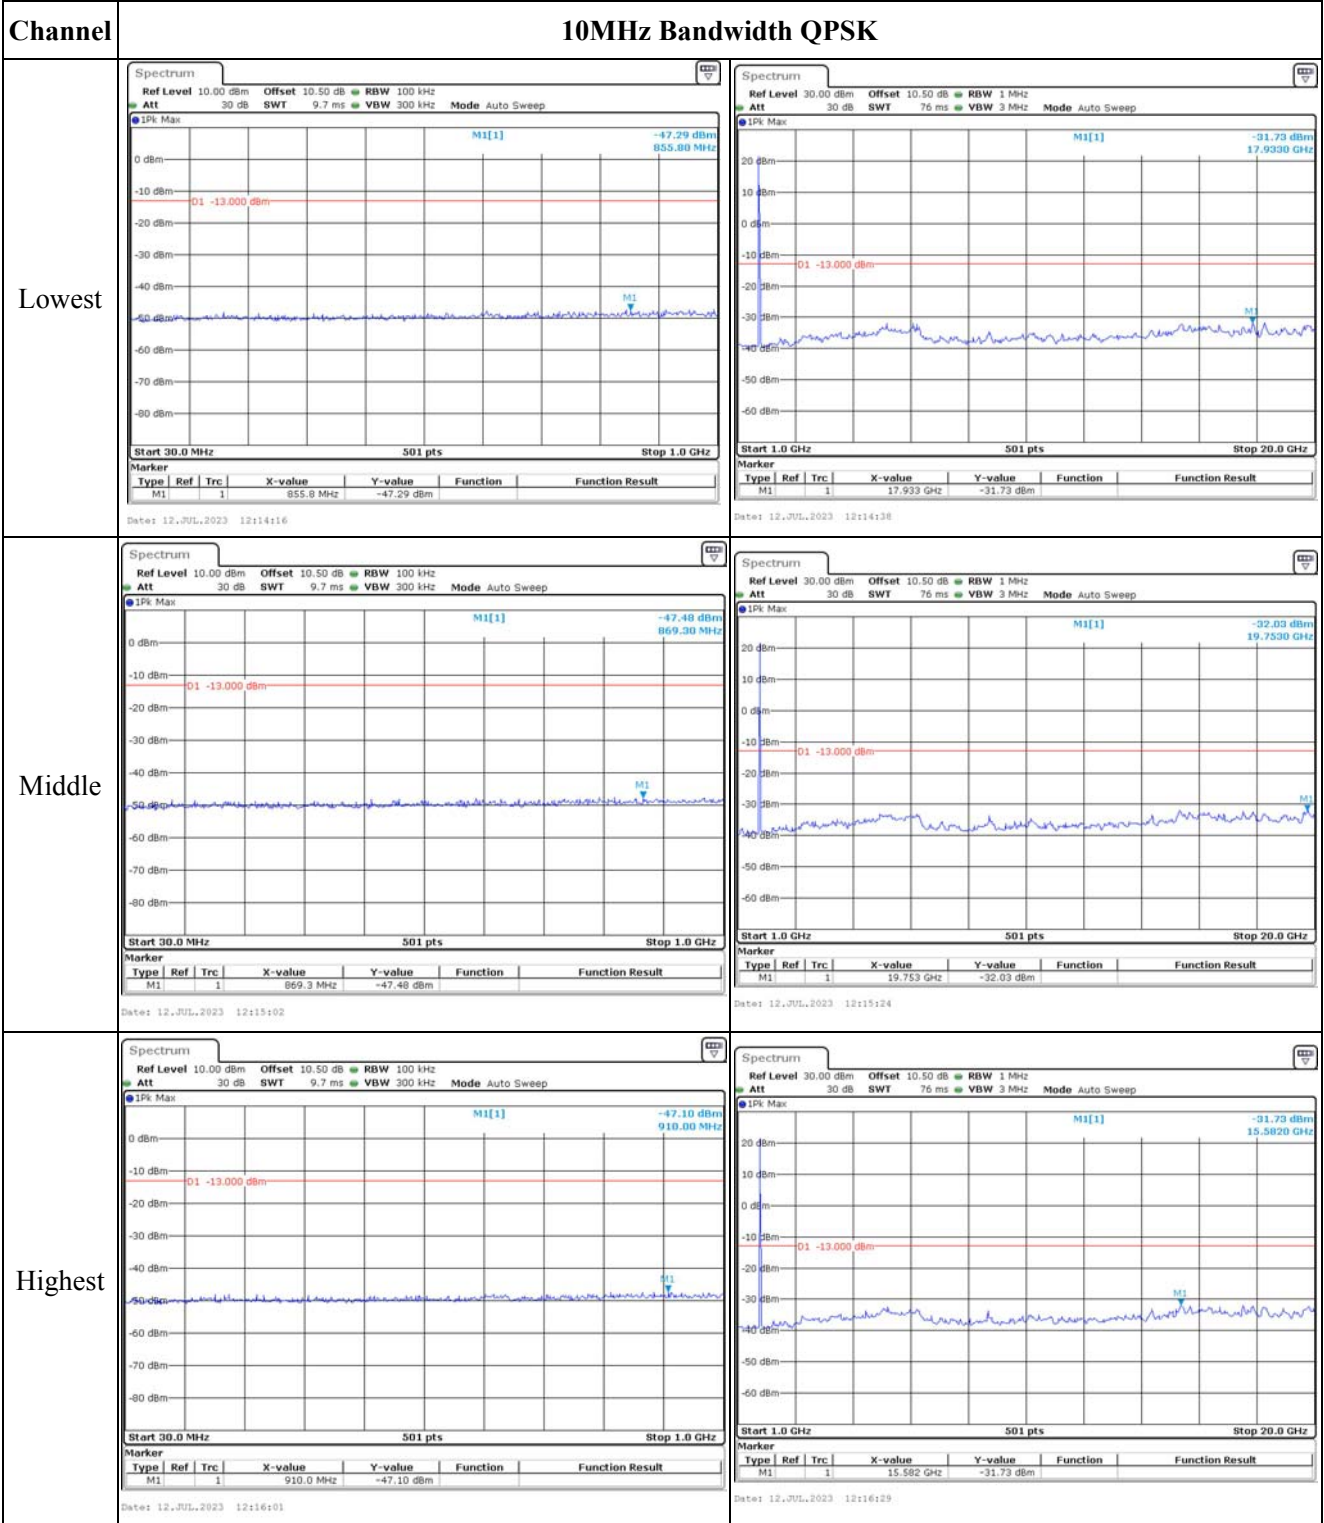 Channel 10MHz Bandwidth QPSK
Lowest
Spectrum
Ref Level 10.00 dBm Offset 10.50 dB RBW 100 kHz
Att 30 dB SWT 9.7 ms VBW 300 kHz Mode Auto Sweep
1Pk Max
M1[1] -47.29 dBm
855.80 MHz
0 dBm
-10 dBm
D1 -13.000 dBm
-20 dBm
-30 dBm
-40 dBm
M1
-50 dBm
-60 dBm
-70 dBm
-80 dBm
Start 30.0 MHz 501 pts Stop 1.0 GHz
Marker
Type Ref Trc X-value Y-value Function Function Result
M1 1 855.8 MHz -47.29 dBm
Date: 12.JUL.2023 12:14:16
Spectrum
Ref Level 30.00 dBm Offset 10.50 dB RBW 1 MHz
Att 30 dB SWT 76 ms VBW 3 MHz Mode Auto Sweep
1Pk Max
M1[1] -31.73 dBm
17.9330 GHz
20 dBm
10 dBm
0 dBm
-10 dBm
D1 -13.000 dBm
-20 dBm
-30 dBm
M1
-40 dBm
-50 dBm
-60 dBm
Start 1.0 GHz 501 pts Stop 20.0 GHz
Marker
Type Ref Trc X-value Y-value Function Function Result
M1 1 17.933 GHz -31.73 dBm
Date: 12.JUL.2023 12:14:38
Middle
Spectrum
Ref Level 10.00 dBm Offset 10.50 dB RBW 100 kHz
Att 30 dB SWT 9.7 ms VBW 300 kHz Mode Auto Sweep
1Pk Max
M1[1] -47.48 dBm
869.30 MHz
0 dBm
-10 dBm
D1 -13.000 dBm
-20 dBm
-30 dBm
-40 dBm
M1
-50 dBm
-60 dBm
-70 dBm
-80 dBm
Start 30.0 MHz 501 pts Stop 1.0 GHz
Marker
Type Ref Trc X-value Y-value Function Function Result
M1 1 869.3 MHz -47.48 dBm
Date: 12.JUL.2023 12:15:02
Spectrum
Ref Level 30.00 dBm Offset 10.50 dB RBW 1 MHz
Att 30 dB SWT 76 ms VBW 3 MHz Mode Auto Sweep
1Pk Max
M1[1] -32.03 dBm
19.7530 GHz
20 dBm
10 dBm
0 dBm
-10 dBm
D1 -13.000 dBm
-20 dBm
-30 dBm
M1
-40 dBm
-50 dBm
-60 dBm
Start 1.0 GHz 501 pts Stop 20.0 GHz
Marker
Type Ref Trc X-value Y-value Function Function Result
M1 1 19.753 GHz -32.03 dBm
Date: 12.JUL.2023 12:15:24
Highest
Spectrum
Ref Level 10.00 dBm Offset 10.50 dB RBW 100 kHz
Att 30 dB SWT 9.7 ms VBW 300 kHz Mode Auto Sweep
1Pk Max
M1[1] -47.10 dBm
910.00 MHz
0 dBm
-10 dBm
D1 -13.000 dBm
-20 dBm
-30 dBm
-40 dBm
M1
-50 dBm
-60 dBm
-70 dBm
-80 dBm
Start 30.0 MHz 501 pts Stop 1.0 GHz
Marker
Type Ref Trc X-value Y-value Function Function Result
M1 1 910.0 MHz -47.10 dBm
Date: 12.JUL.2023 12:16:01
Spectrum
Ref Level 30.00 dBm Offset 10.50 dB RBW 1 MHz
Att 30 dB SWT 76 ms VBW 3 MHz Mode Auto Sweep
1Pk Max
M1[1] -31.73 dBm
15.5820 GHz
20 dBm
10 dBm
0 dBm
-10 dBm
D1 -13.000 dBm
-20 dBm
-30 dBm
M1
-40 dBm
-50 dBm
-60 dBm
Start 1.0 GHz 501 pts Stop 20.0 GHz
Marker
Type Ref Trc X-value Y-value Function Function Result
M1 1 15.582 GHz -31.73 dBm
Date: 12.JUL.2023 12:16:29